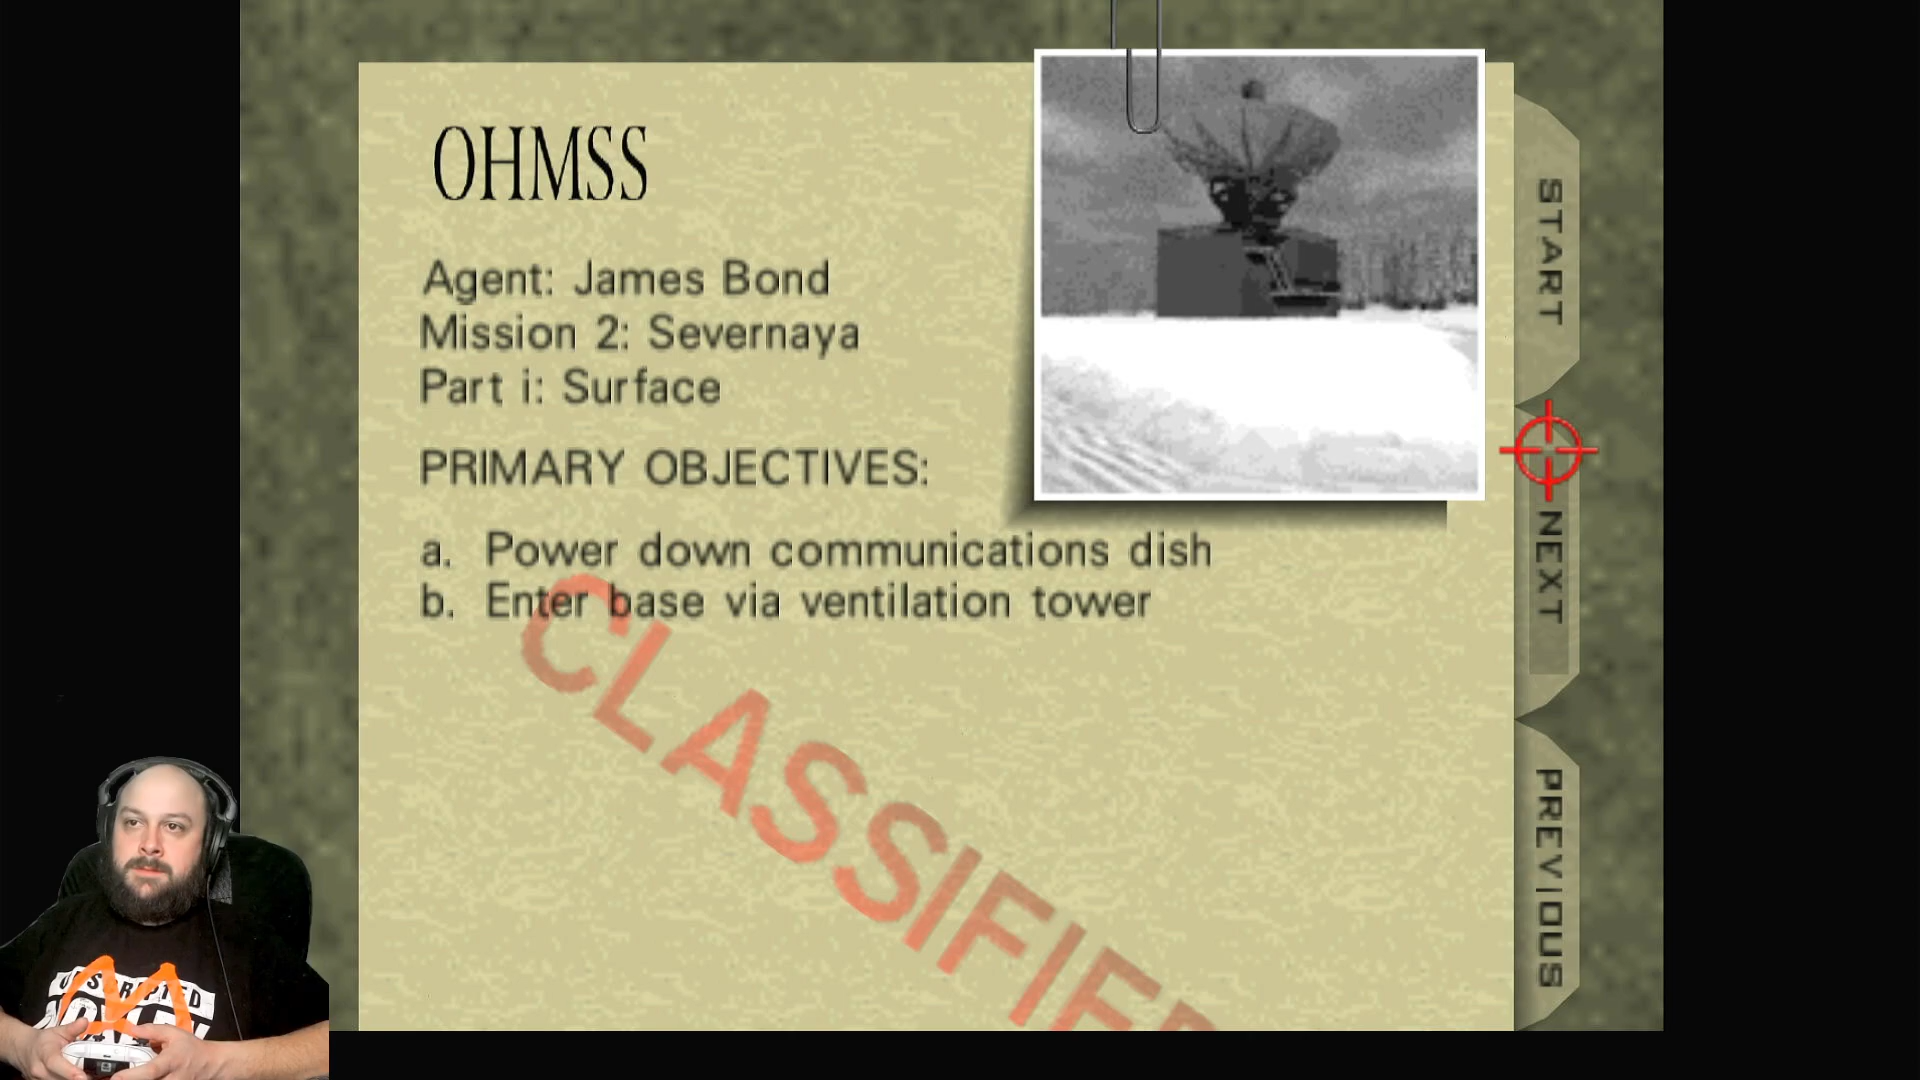 OHMSS
Agent: James Bond
Mission 2: Severnaya
Part i: Surface
PRIMARY OBJECTIVES:
a. Power down communications dish
b. Enter base via ventilation tower
CLASSIFIE
START
NEXT
PREVIOUS